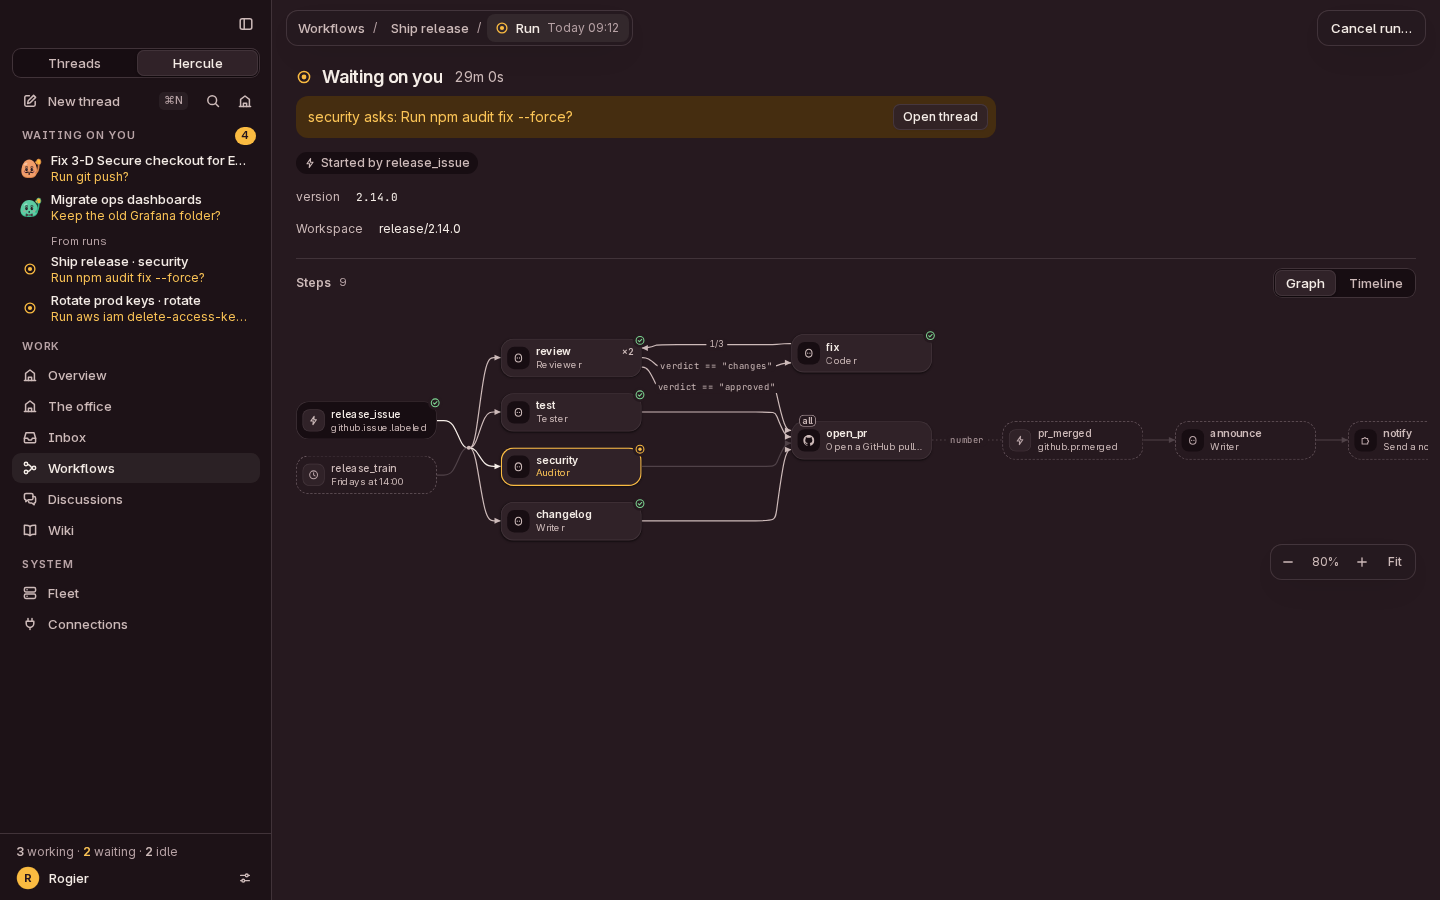 Threads
Hercule
New thread
⌘N
WAITING ON YOU
4
Fix 3-D Secure checkout for E...
Run git push?
Migrate ops dashboards
Keep the old Grafana folder?
From runs
Ship release · security
Run npm audit fix --force?
Rotate prod keys · rotate
Run aws iam delete-access-ke...
WORK
Overview
The office
Inbox
Workflows
Discussions
Wiki
SYSTEM
Fleet
Connections
3 working · 2 waiting · 2 idle
R
Rogier
Workflows / Ship release / Run Today 09:12
Cancel run...
Waiting on you 29m 0s
security asks: Run npm audit fix --force?
Open thread
Started by release_issue
version 2.14.0
Workspace release/2.14.0
Steps 9
Graph
Timeline
release_issue
github.issue.labeled
release_train
Fridays at 14:00
review ×2
Reviewer
test
Tester
security
Auditor
changelog
Writer
1/3
verdict == "changes"
verdict == "approved"
fix
Coder
all
open_pr
Open a GitHub pull...
number
pr_merged
github.pr.merged
announce
Writer
notify
Send a no
80%
Fit